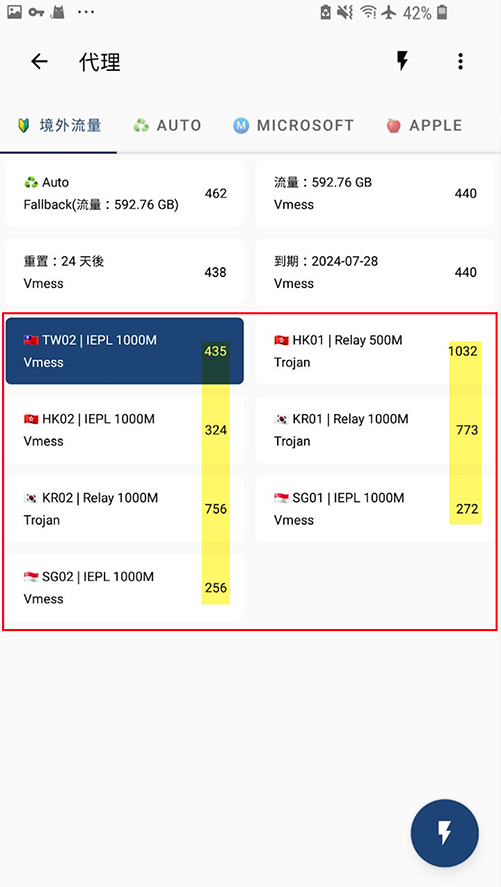 42%
代理
境外流量
AUTO
MICROSOFT
APPLE
Auto
Fallback(流量：592.76 GB)
462
流量：592.76 GB
Vmess
440
重置：24 天後
Vmess
438
到期：2024-07-28
Vmess
440
TW02 | IEPL 1000M
Vmess
435
HK01 | Relay 500M
Trojan
1032
HK02 | IEPL 1000M
Vmess
324
KR01 | Relay 1000M
Trojan
773
KR02 | Relay 1000M
Trojan
756
SG01 | IEPL 1000M
Vmess
272
SG02 | IEPL 1000M
Vmess
256